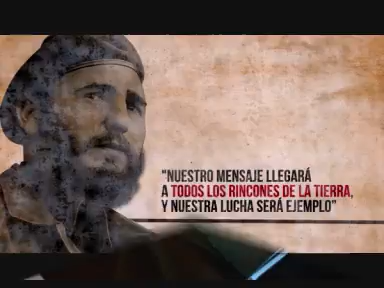 "NUESTRO MENSAJE LLEGARÁ
A TODOS LOS RINCONES DE LA TIERRA,
Y NUESTRA LUCHA SERÁ EJEMPLO"